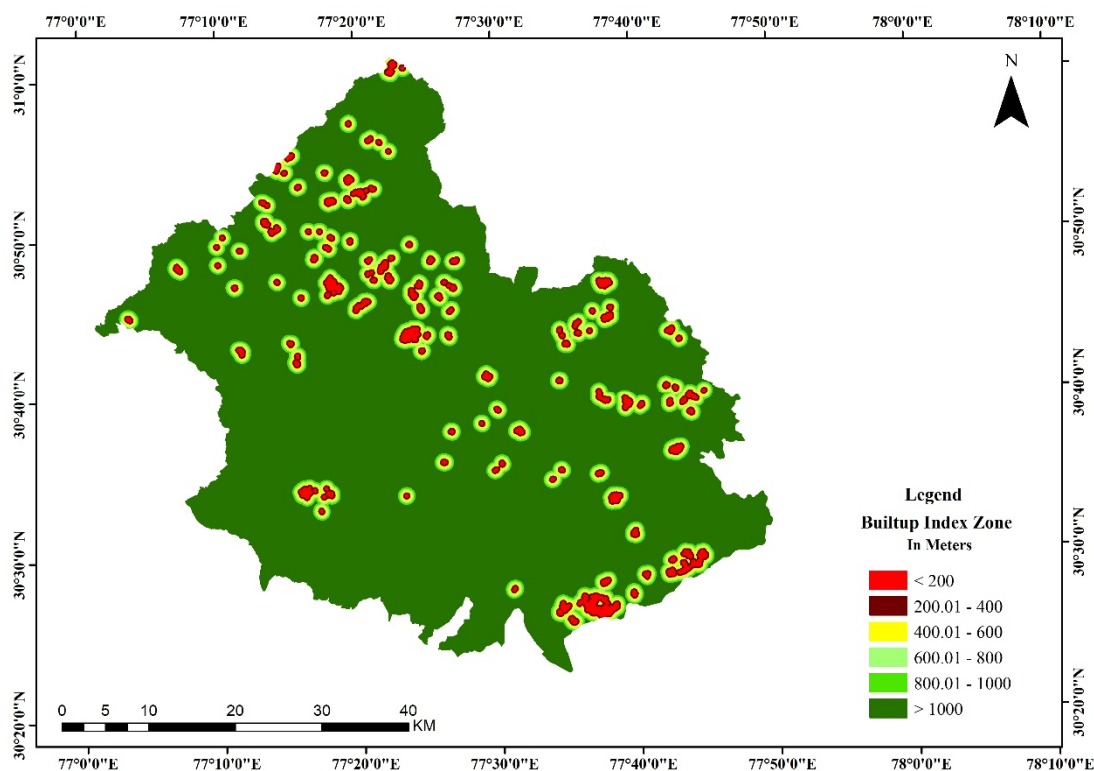 77°0'0"E 77°10'0"E 77°20'0"E 77°30'0"E 77°40'0"E 77°50'0"E 78°0'0"E 78°10'0"E
N
31°0'0"N
30°50'0"N
30°50'0"N
30°40'0"N
30°40'0"N
30°30'0"N
30°30'0"N
30°20'0"N
30°20'0"N
Legend
Builtup Index Zone
In Meters
< 200
200.01 - 400
400.01 - 600
600.01 - 800
800.01 - 1000
> 1000
0 5 10 20 30 40
KM
77°0'0"E 77°10'0"E 77°20'0"E 77°30'0"E 77°40'0"E 77°50'0"E 78°0'0"E 78°10'0"E